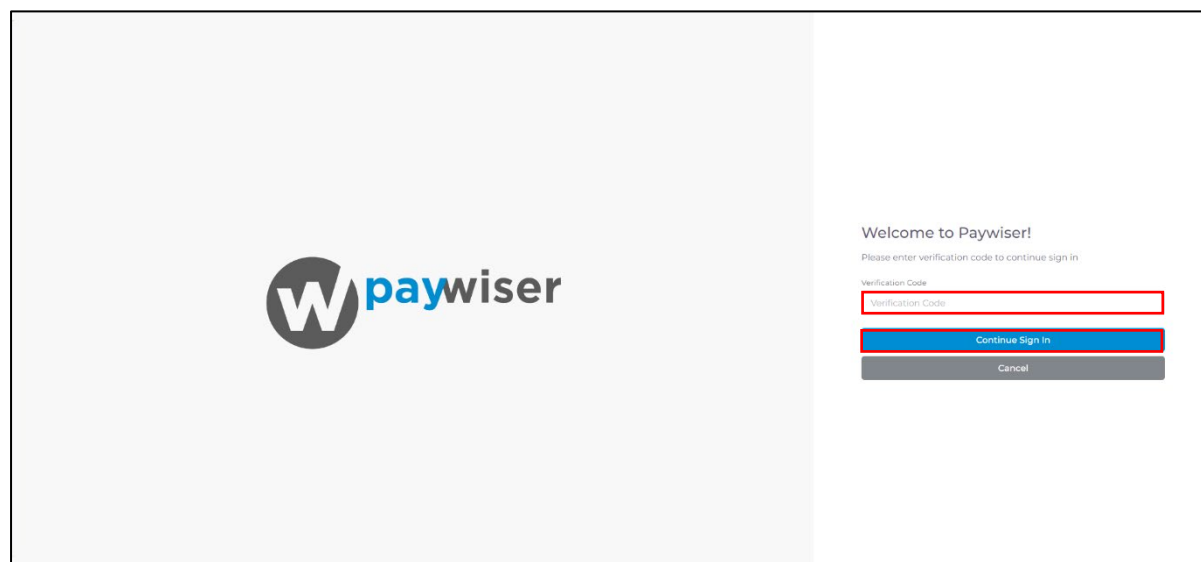 W paywiser
Welcome to Paywiser!
Please enter verification code to continue sign in
Verification Code
Verification Code
Continue Sign In
Cancel